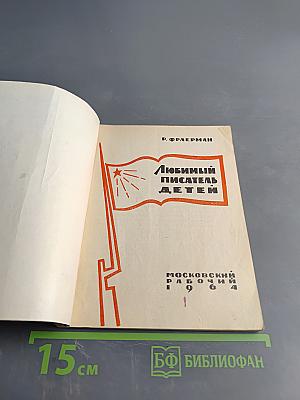 Р. ФРАЕРМАН
ЛЮБИМЫЙ
ПИСАТЕЛЬ
ДЕТЕЙ
МОСКОВСКИЙ
РАБОЧИЙ
1964
15 см
БФ БИБЛИОФАН